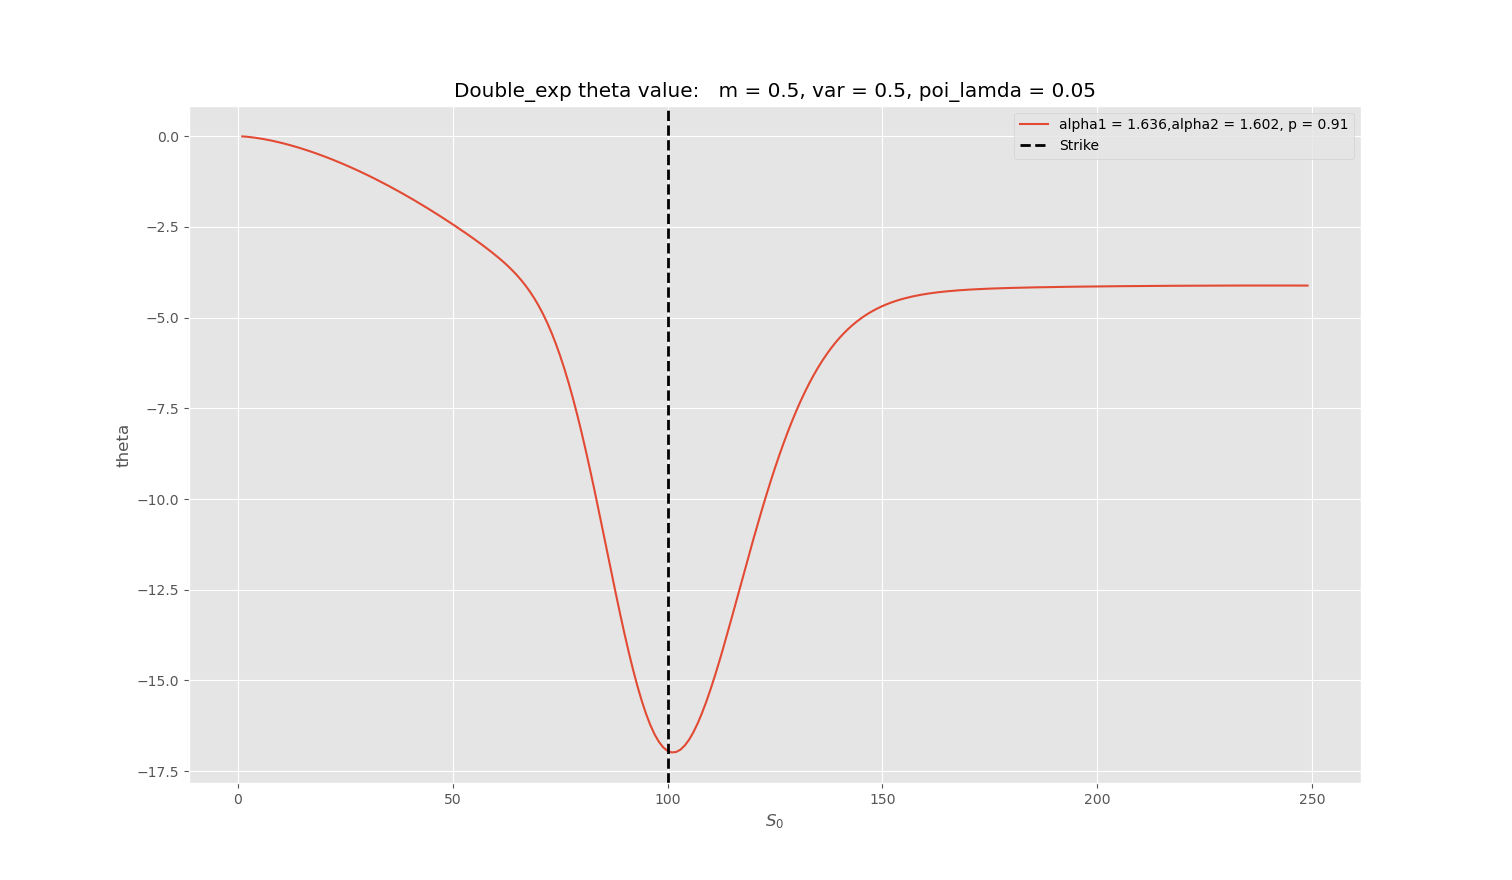 Double_exp theta value:   m = 0.5, var = 0.5, poi_lamda = 0.05
alpha1 = 1.636,alpha2 = 1.602, p = 0.91
Strike
0.0
−2.5
−5.0
−7.5
−10.0
−12.5
−15.0
−17.5
theta
0 50 100 150 200 250
S₀